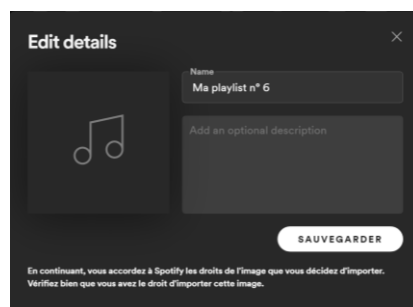 Edit details
Name
Ma playlist n° 6
Add an optional description
SAUVEGARDER
En continuant, vous accordez à Spotify les droits de l'image que vous décidez d'importer.
Vérifiez bien que vous avez le droit d'importer cette image.